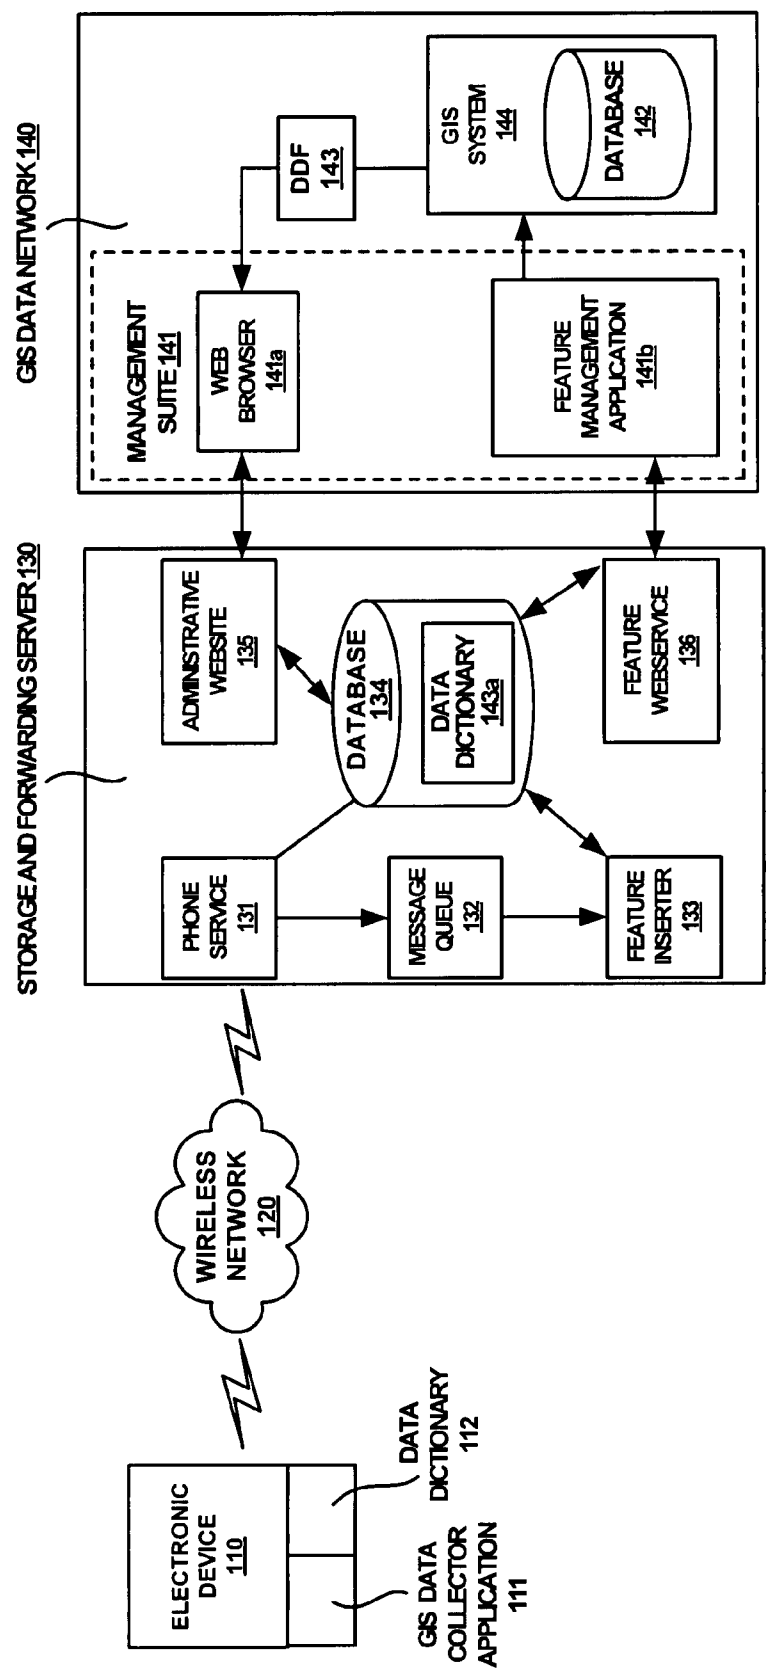 ELECTRONIC
DEVICE
110
GIS DATA
COLLECTOR
APPLICATION
111
DATA
DICTIONARY
112
WIRELESS
NETWORK
120
STORAGE AND FORWARDING SERVER 130
PHONE
SERVICE
131
MESSAGE
QUEUE
132
FEATURE
INSERTER
133
ADMINISTRATIVE
WEBSITE
135
DATABASE
134
DATA
DICTIONARY
143a
FEATURE
WEBSERVICE
136
GIS DATA NETWORK 140
MANAGEMENT
SUITE 141
WEB
BROWSER
141a
FEATURE
MANAGEMENT
APPLICATION
141b
DDF
143
GIS
SYSTEM
144
DATABASE
142